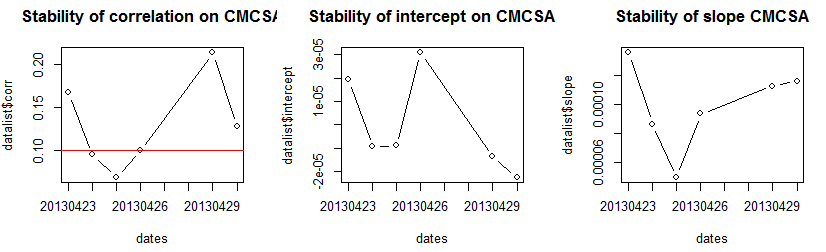 Stability of correlation on CMCSA
datalist$corr
0.20
0.15
0.10
20130423
20130426
20130429
dates
Stability of intercept on CMCSA
datalist$intercept
3e-05
1e-05
-2e-05
20130423
20130426
20130429
dates
Stability of slope CMCSA
datalist$slope
0.00010
0.00006
20130423
20130426
20130429
dates